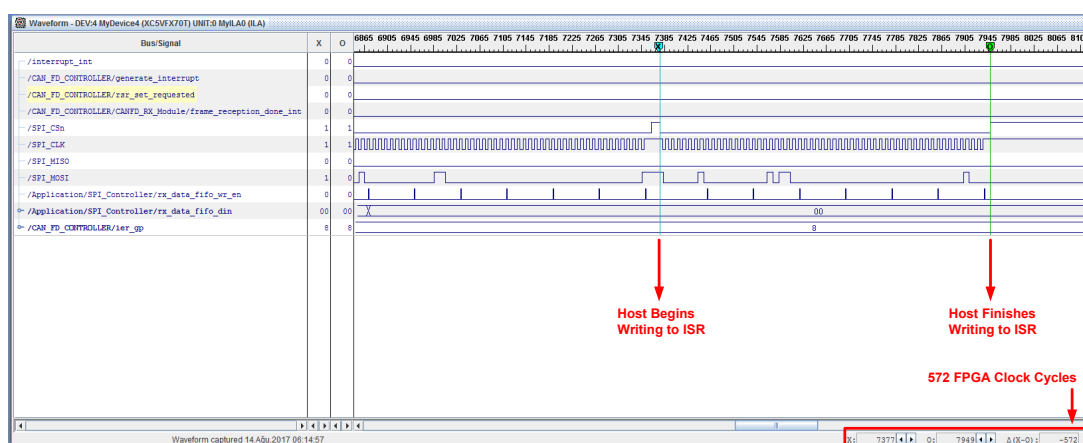 Waveform - DEV:4 MyDevice4 (XC5VFX70T) UNIT:0 MyILA0 (ILA)
Bus/Signal X O 6865 6905 6945 6985 7025 7065 7105 7145 7185 7225 7265 7305 7345 7385 7425 7465 7505 7545 7585 7625 7665 7705 7745 7785 7825 7865 7905 7945 7985 8025 8065 810
X O
/interrupt_int 0 0
/CAN_FD_CONTROLLER/generate_interrupt 0 0
/CAN_FD_CONTROLLER/rsr_set_requested 0 0
/CAN_FD_CONTROLLER/CANFD_RX_Module/frame_reception_done_int 0 0
/SPI_CSn 1 1
/SPI_CLK 1 1
/SPI_MISO 0 0
/SPI_MOSI 1 0
/Application/SPI_Controller/rx_data_fifo_wr_en 0 0
/Application/SPI_Controller/rx_data_fifo_din 00 00 00
/CAN_FD_CONTROLLER/ier_gp 8 8 8
Host Begins
Writing to ISR
Host Finishes
Writing to ISR
572 FPGA Clock Cycles
Waveform captured 14.Ağu.2017 06:14:57
X: 7377 O: 7949 Δ(X-O): -572